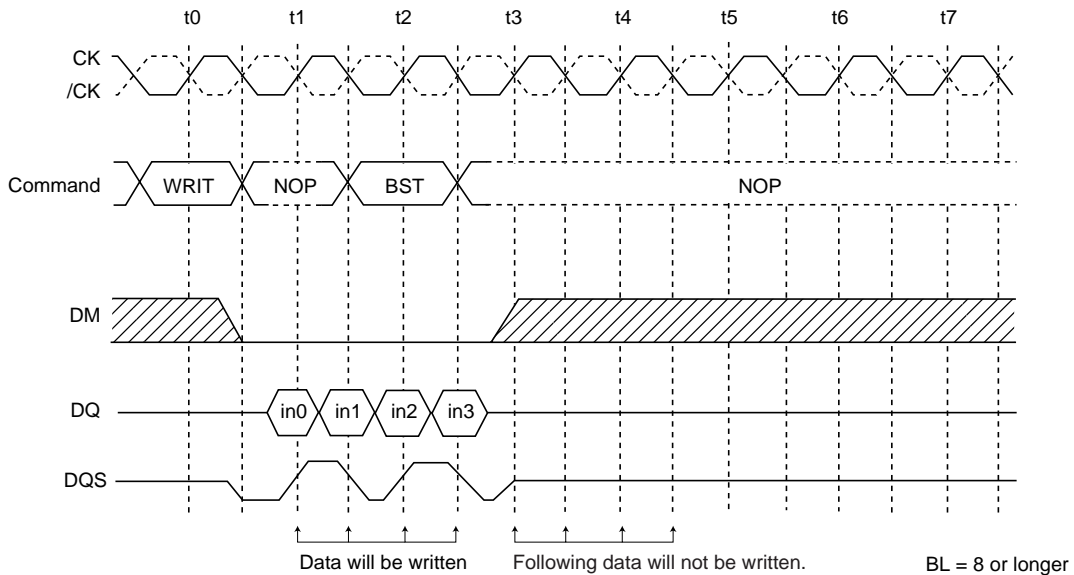 t0 t1 t2 t3 t4 t5 t6 t7
CK
/CK
Command WRIT NOP BST NOP
DM
DQ in0 in1 in2 in3
DQS
Data will be written Following data will not be written.
BL = 8 or longer